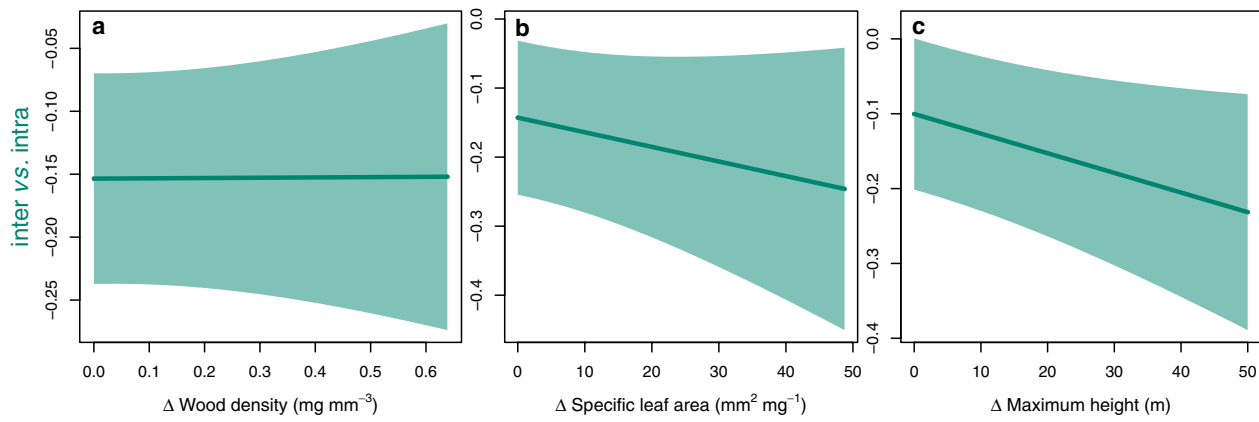 inter vs. intra
a
−0.05
−0.10
−0.15
−0.20
−0.25
0.0 0.1 0.2 0.3 0.4 0.5 0.6
Δ Wood density (mg mm⁻³)
b
0.0
−0.1
−0.2
−0.3
−0.4
0 10 20 30 40 50
Δ Specific leaf area (mm² mg⁻¹)
c
0.0
−0.1
−0.2
−0.3
−0.4
0 10 20 30 40 50
Δ Maximum height (m)